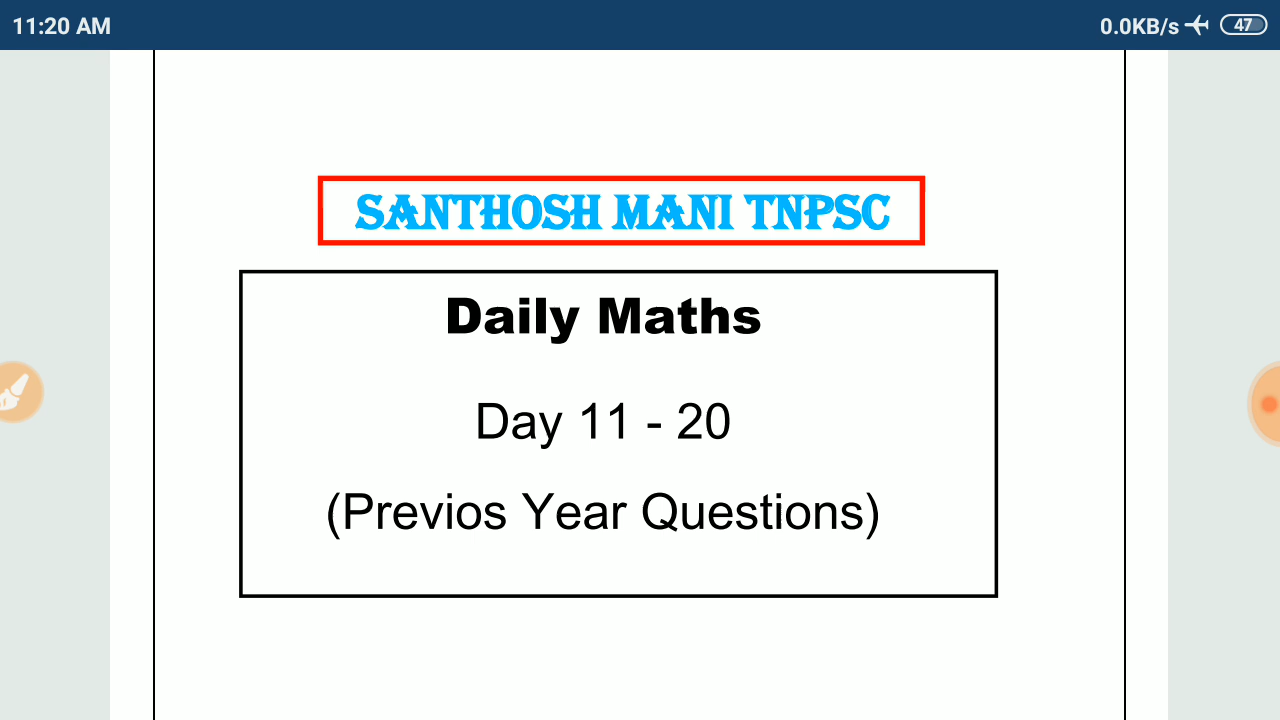 11:20 AM
0.0KB/s 47
SANTHOSH MANI TNPSC
Daily Maths
Day 11 - 20
(Previos Year Questions)